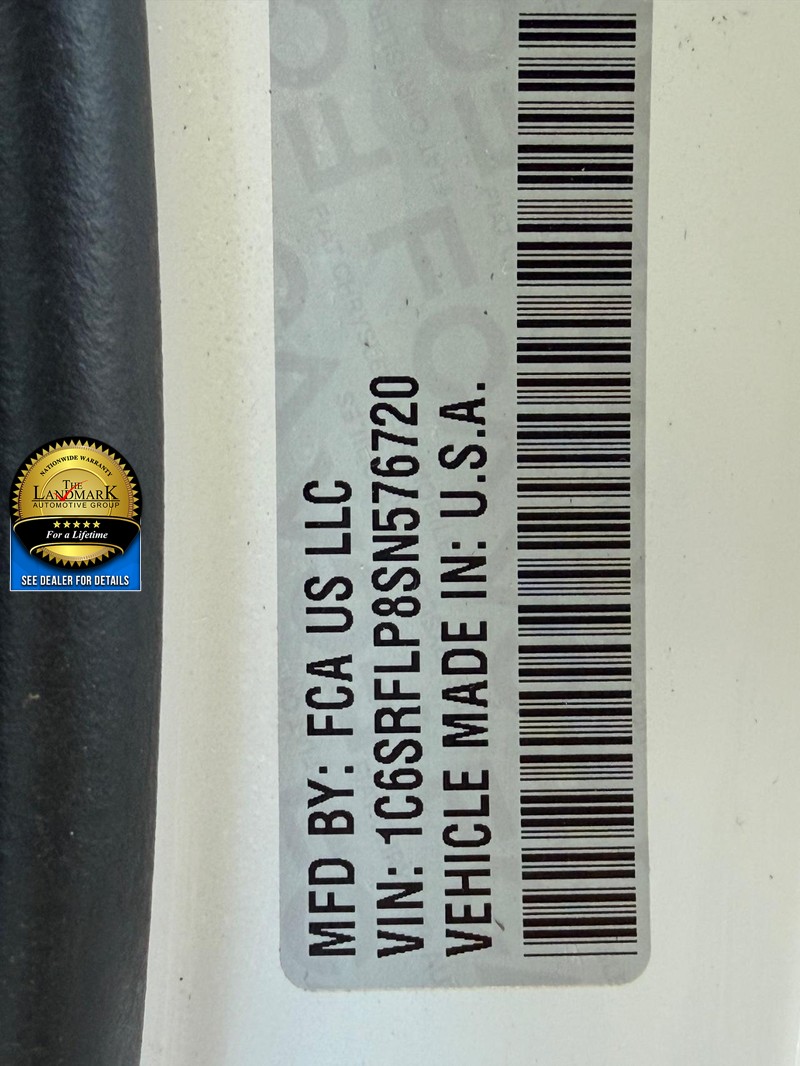 MFD BY: FCA US LLC
VIN: 1C6SRFLP8SN576720
VEHICLE MADE IN: U.S.A.
NATIONWIDE WARRANTY
THE
LANDMARK
AUTOMOTIVE GROUP
For a Lifetime
SEE DEALER FOR DETAILS